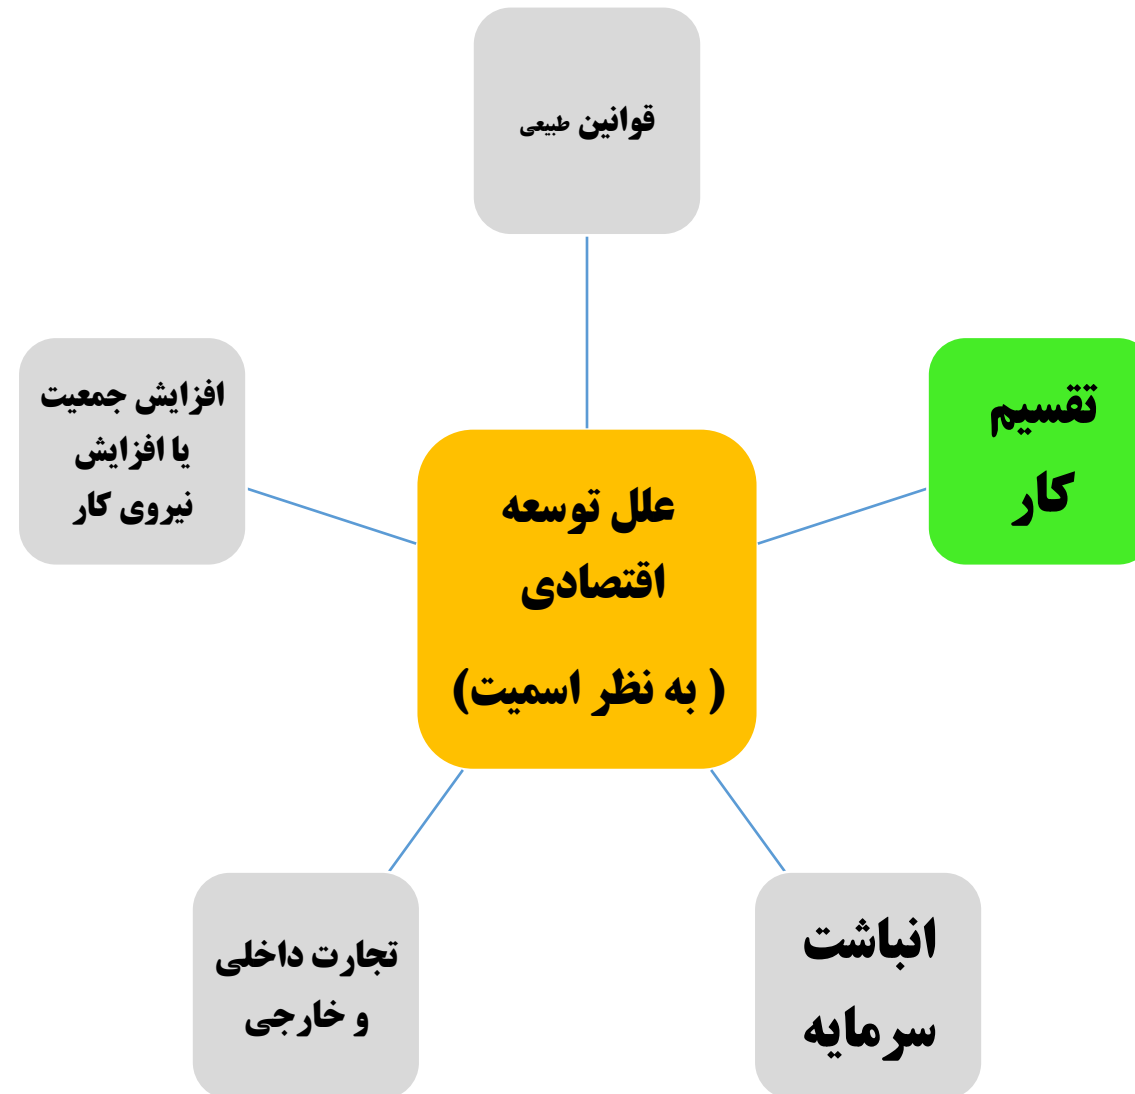 قوانین طبیعی
تقسیم
کار
افزایش جمعیت
یا افزایش
نیروی کار
علل توسعه
اقتصادی
( به نظر اسمیت)
انباشت
سرمایه
تجارت داخلی
و خارجی